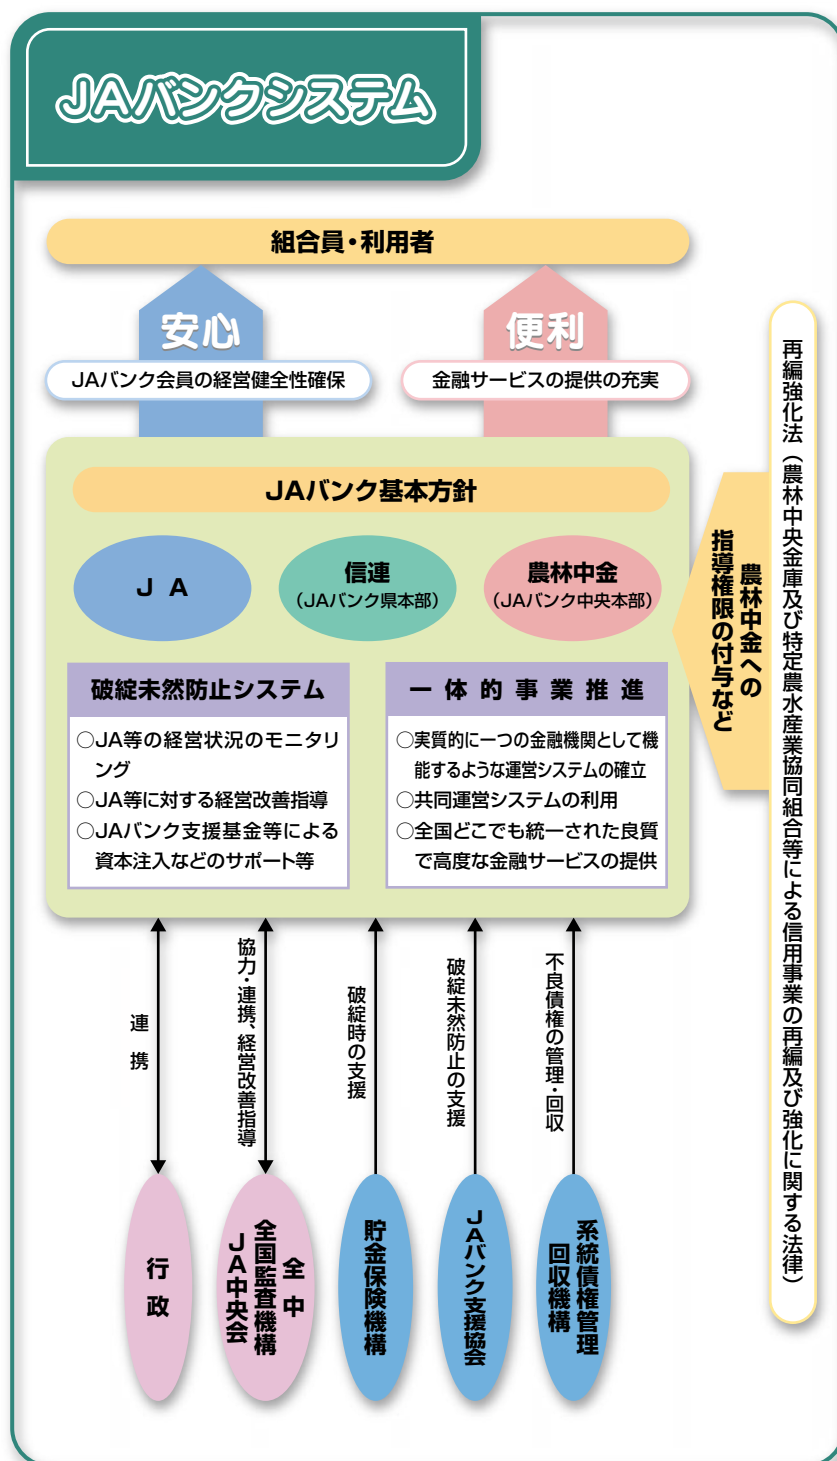 JAバンクシステム
組合員・利用者
安心
便利
JAバンク会員の経営健全性確保
金融サービスの提供の充実
JAバンク基本方針
J A
信連
（JAバンク県本部）
農林中金
（JAバンク中央本部）
破綻未然防止システム
○JA等の経営状況のモニタリ
ング
○JA等に対する経営改善指導
○JAバンク支援基金等による
資本注入などのサポート等
一体的事業推進
○実質的に一つの金融機関として機
能するような運営システムの確立
○共同運営システムの利用
○全国どこでも統一された良質
で高度な金融サービスの提供
農林中金への
指導権限の付与など
再編強化法（農林中央金庫及び特定農水産業協同組合等による信用事業の再編及び強化に関する法律）
連携
協力・連携、経営改善指導
破綻時の支援
破綻未然防止の支援
不良債権の管理・回収
行政
全中
全国監査機構
JA中央会
貯金保険機構
JAバンク支援協会
系統債権管理
回収機構